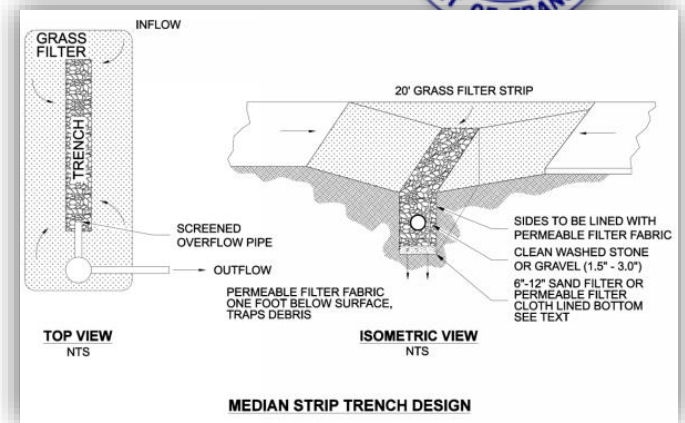 OF TRANS
INFLOW
GRASS
FILTER
TRENCH
SCREENED
OVERFLOW PIPE
OUTFLOW
PERMEABLE FILTER FABRIC
ONE FOOT BELOW SURFACE,
TRAPS DEBRIS
TOP VIEW
NTS
20' GRASS FILTER STRIP
SIDES TO BE LINED WITH
PERMEABLE FILTER FABRIC
CLEAN WASHED STONE
OR GRAVEL (1.5" - 3.0")
6"-12" SAND FILTER OR
PERMEABLE FILTER
CLOTH LINED BOTTOM
SEE TEXT
ISOMETRIC VIEW
NTS
MEDIAN STRIP TRENCH DESIGN